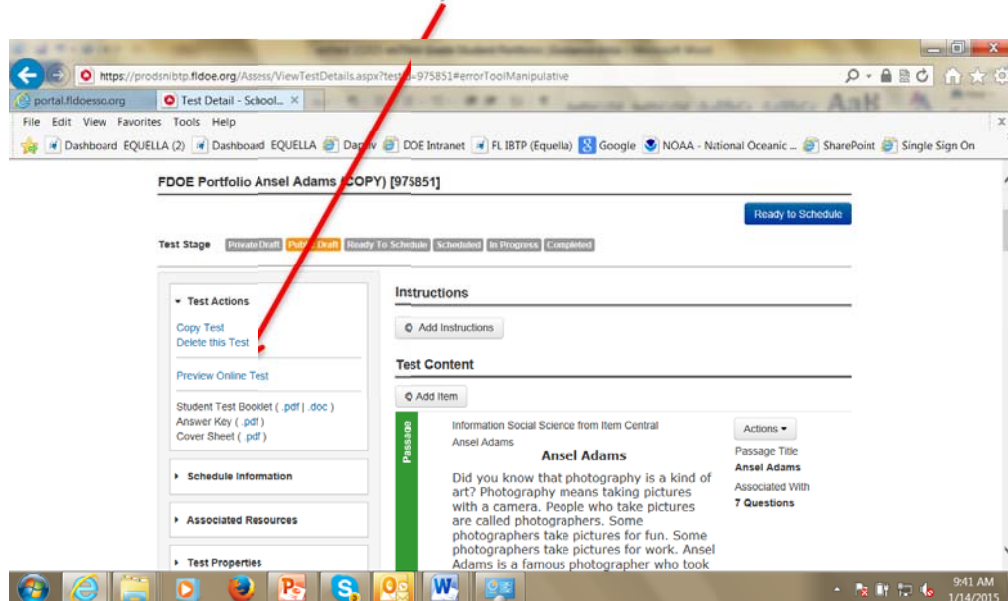 https://prodsnibtp.fldoe.org/Assess/ViewTestDetails.aspx?testid=975851#errorToolManipulative
portal.fldoesso.org Test Detail - School...
File Edit View Favorites Tools Help
Dashboard EQUELLA (2) Dashboard EQUELLA DOE Intranet FL IBTP (Equella) Google NOAA - National Oceanic ... SharePoint Single Sign On
FDOE Portfolio Ansel Adams (COPY) [975851]
Ready to Schedule
Test Stage Private Draft Public Draft Ready To Schedule Scheduled In Progress Completed
Test Actions
Copy Test
Delete this Test
Preview Online Test
Student Test Booklet ( .pdf | .doc )
Answer Key ( .pdf )
Cover Sheet ( .pdf )
Schedule Information
Associated Resources
Test Properties
Instructions
Add Instructions
Test Content
Add Item
Passage
Information Social Science from Item Central
Ansel Adams
Ansel Adams
Did you know that photography is a kind of
art? Photography means taking pictures
with a camera. People who take pictures
are called photographers. Some
photographers take pictures for fun. Some
photographers take pictures for work. Ansel
Adams is a famous photographer who took
Actions
Passage Title
Ansel Adams
Associated With
7 Questions
9:41 AM
1/14/2015